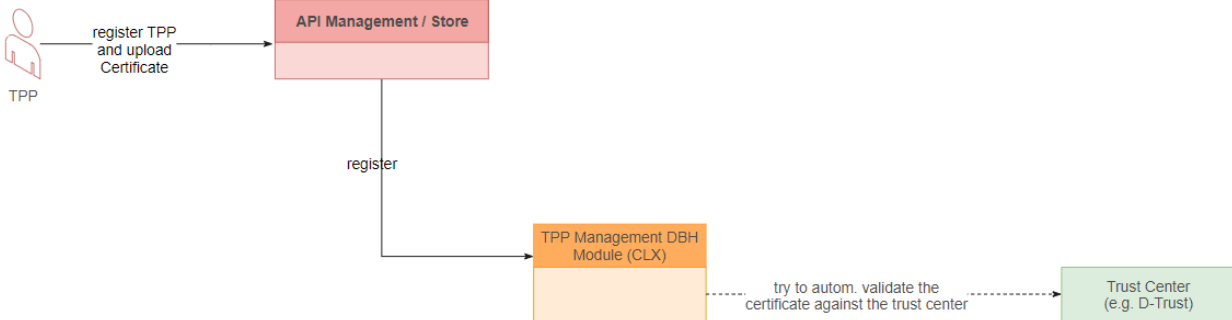 API Management / Store
register TPP
and upload
Certificate
TPP
register
TPP Management DBH
Module (CLX)
try to autom. validate the
certificate against the trust center
Trust Center
(e.g. D-Trust)